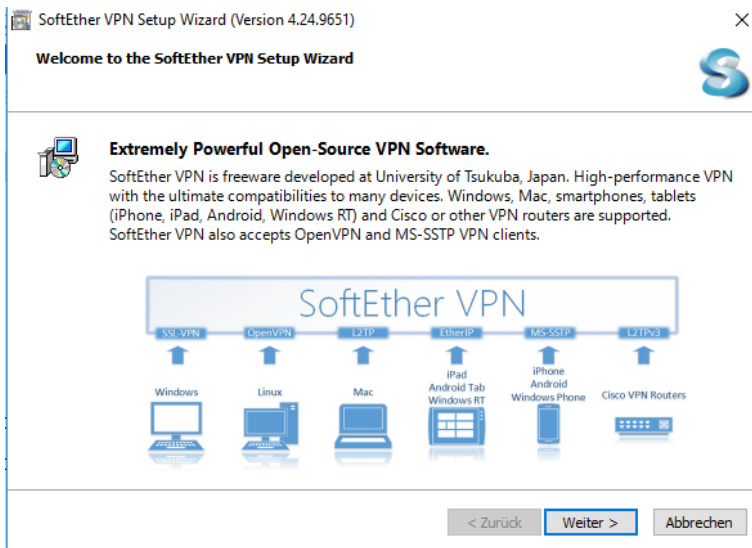 SoftEther VPN Setup Wizard (Version 4.24.9651)
Welcome to the SoftEther VPN Setup Wizard
Extremely Powerful Open-Source VPN Software.
SoftEther VPN is freeware developed at University of Tsukuba, Japan. High-performance VPN
with the ultimate compatibilities to many devices. Windows, Mac, smartphones, tablets
(iPhone, iPad, Android, Windows RT) and Cisco or other VPN routers are supported.
SoftEther VPN also accepts OpenVPN and MS-SSTP VPN clients.
SoftEther VPN
SSL-VPN OpenVPN L2TP EtherIP MS-SSTP L2TPv3
Windows
Linux
Mac
iPad
Android Tab
Windows RT
iPhone
Android
Windows Phone
Cisco VPN Routers
< Zurück Weiter > Abbrechen